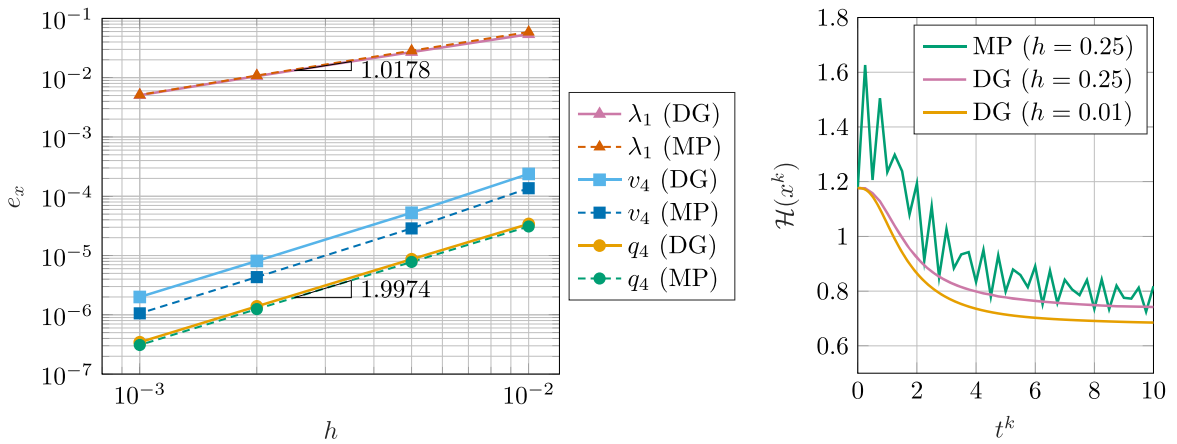 10^{-1}
10^{-2}
10^{-3}
10^{-4}
10^{-5}
10^{-6}
10^{-7}
e_x
1.0178
1.9974
10^{-3}
10^{-2}
h
λ_1 (DG)
λ_1 (MP)
v_4 (DG)
v_4 (MP)
q_4 (DG)
q_4 (MP)
1.8
1.6
1.4
1.2
1
0.8
0.6
ℋ(x^k)
MP (h = 0.25)
DG (h = 0.25)
DG (h = 0.01)
0 2 4 6 8 10
t^k